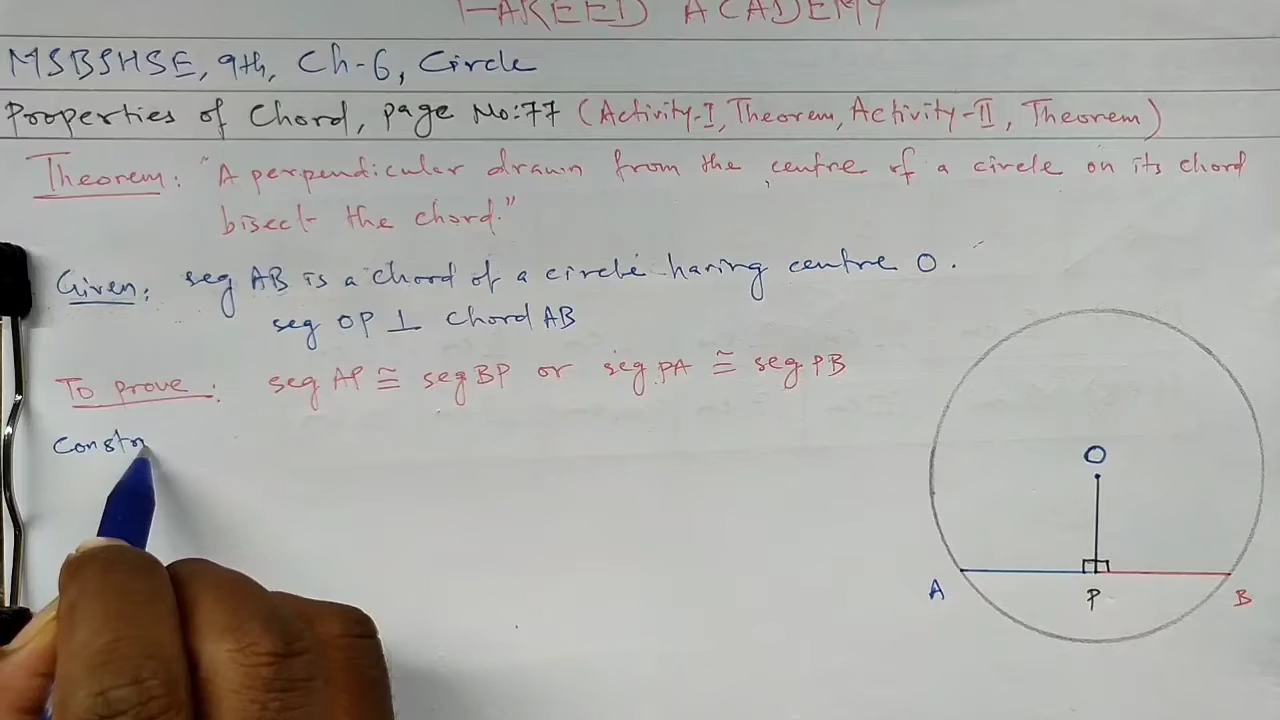 FAREED ACADEMY
MSBSHSE, 9th, Ch-6, Circle
Properties of Chord, page No:77 (Activity-I, Theorem, Activity-II, Theorem)
Theorem: "A perpendicular drawn from the centre of a circle on its chord
bisect the chord."
Given: seg AB is a chord of a circle having centre O.
seg OP ⊥ chord AB
To prove: seg AP ≅ seg BP or seg PA ≅ seg PB
Constr
O
A P B